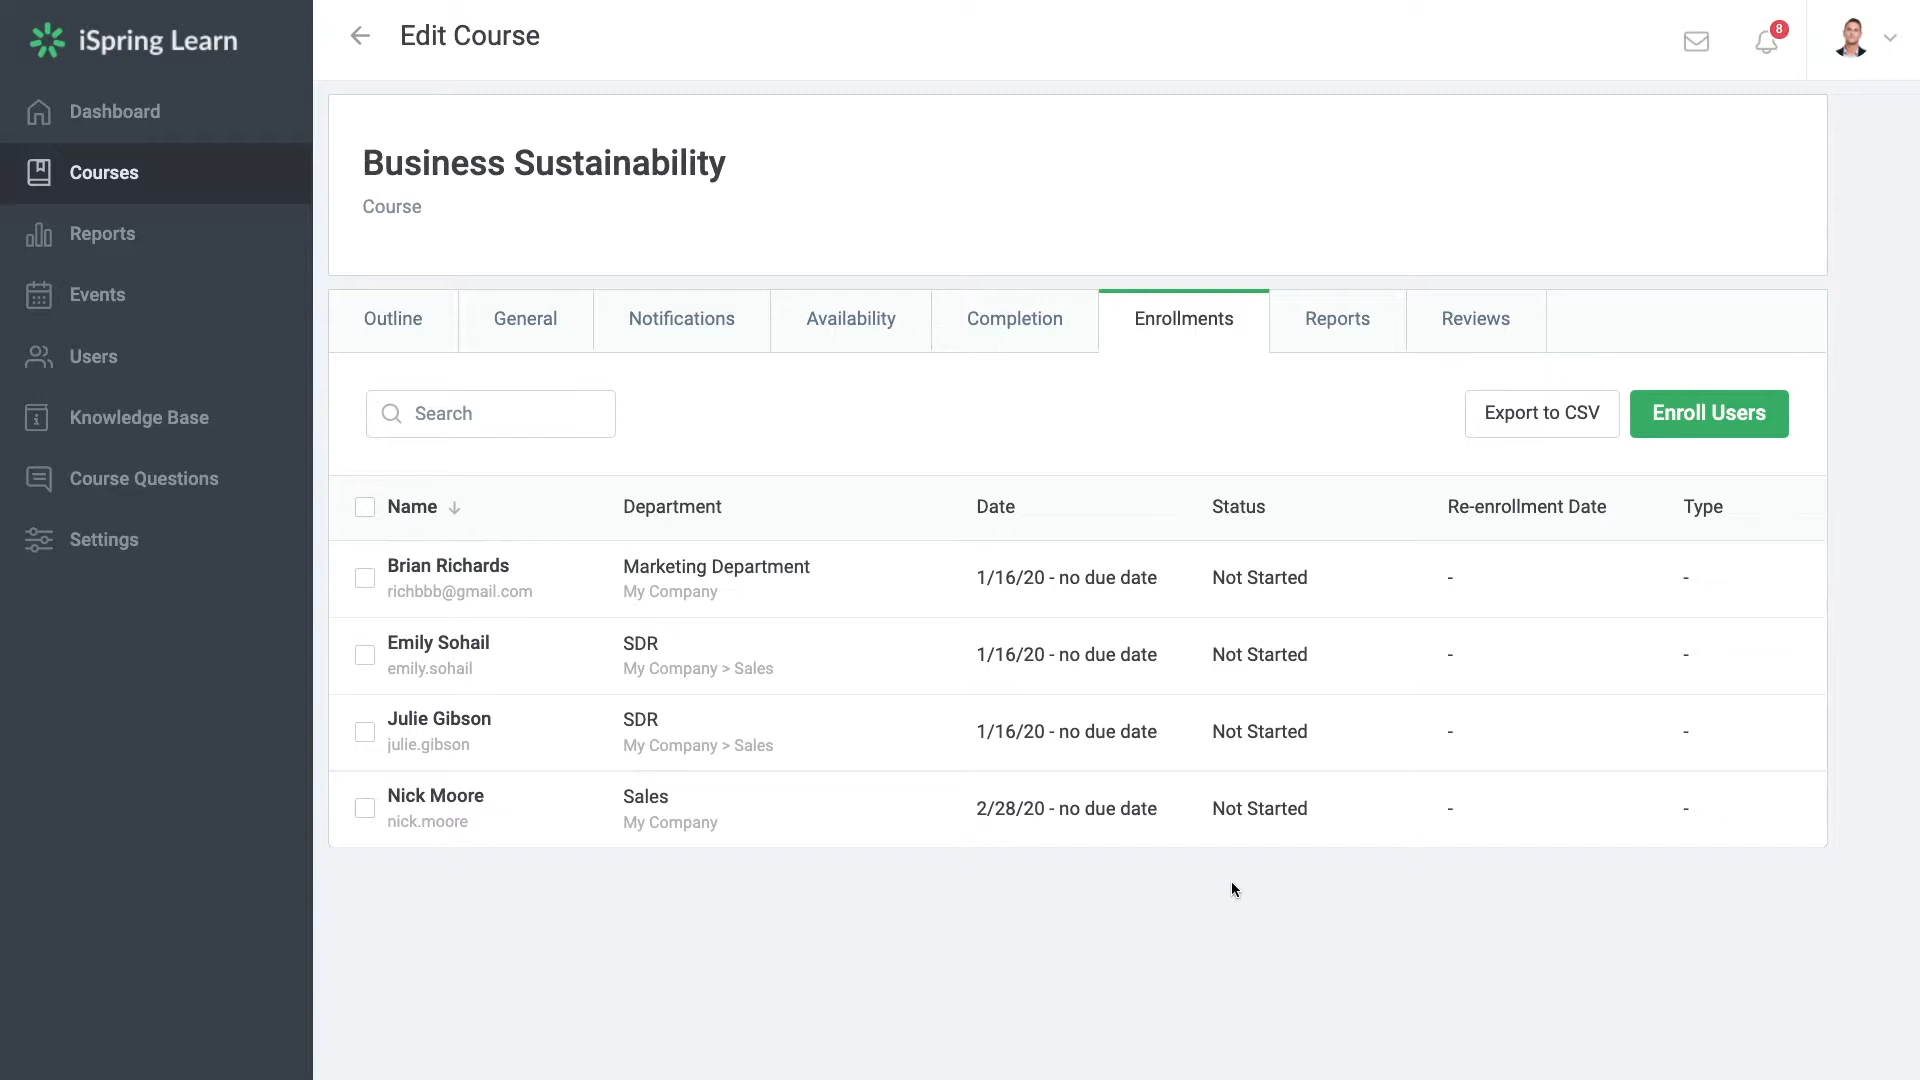 iSpring Learn
Edit Course
8
Dashboard
Courses
Reports
Events
Users
Knowledge Base
Course Questions
Settings
Business Sustainability
Course
Outline General Notifications Availability Completion Enrollments Reports Reviews
Search Export to CSV Enroll Users
Name Department Date Status Re-enrollment Date Type
Brian Richards Marketing Department 1/16/20 - no due date Not Started - -
richbbb@gmail.com My Company
Emily Sohail SDR 1/16/20 - no due date Not Started - -
emily.sohail My Company > Sales
Julie Gibson SDR 1/16/20 - no due date Not Started - -
julie.gibson My Company > Sales
Nick Moore Sales 2/28/20 - no due date Not Started - -
nick.moore My Company